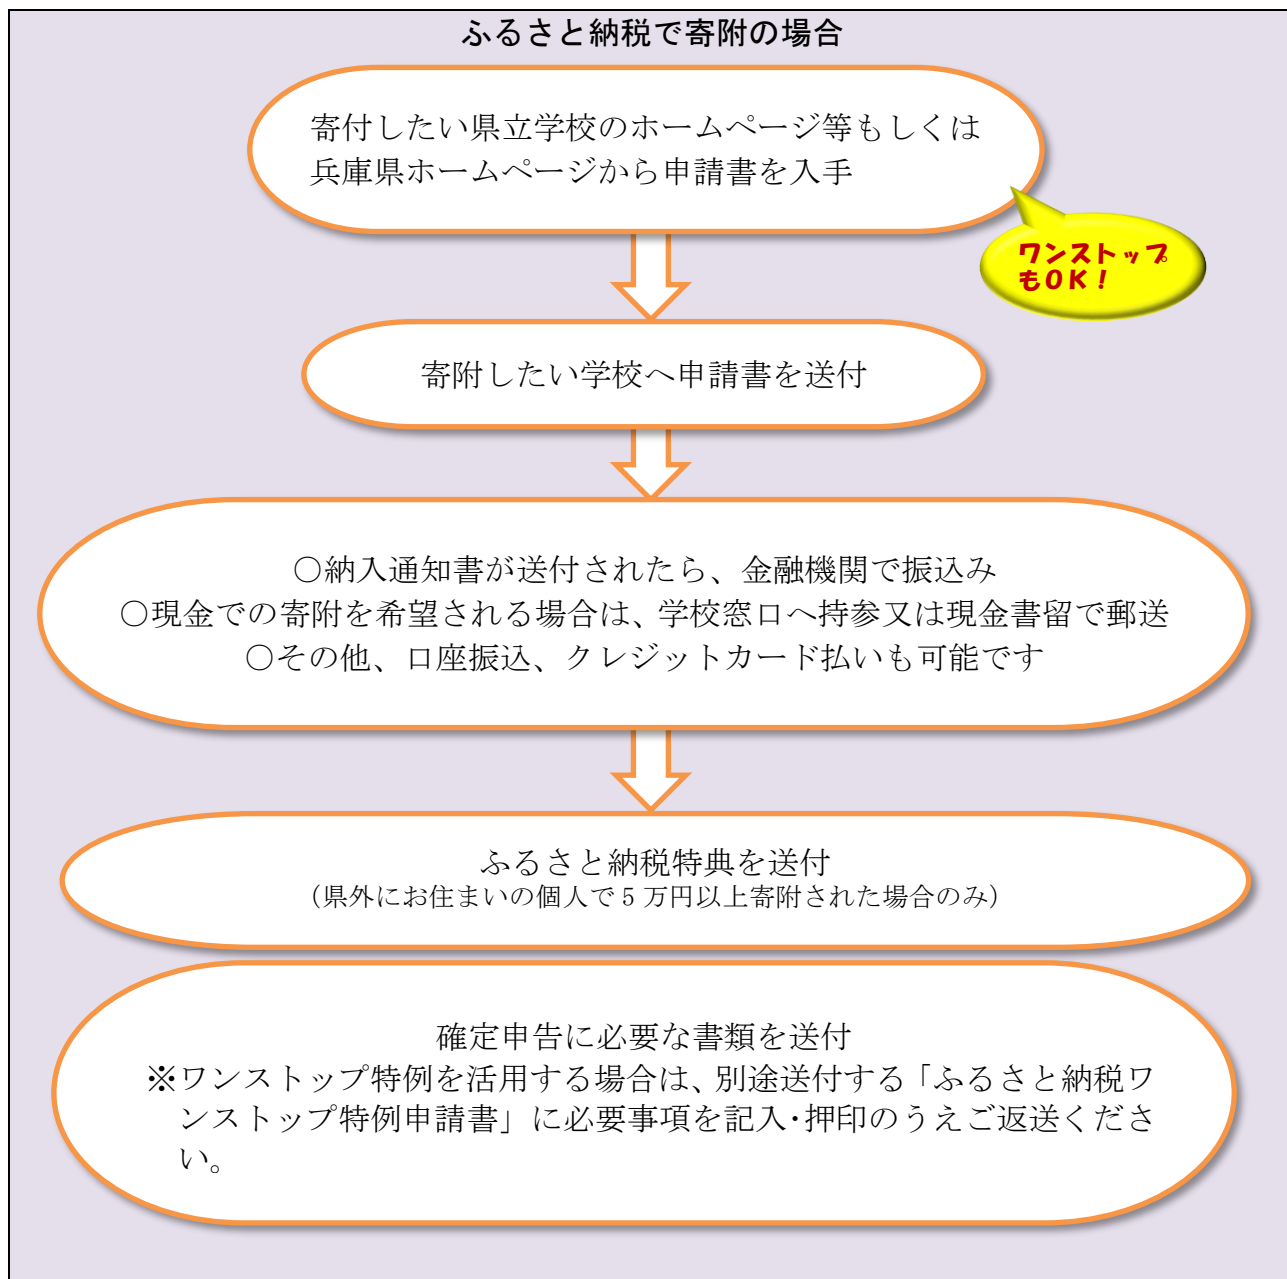 ふるさと納税で寄附の場合
寄付したい県立学校のホームページ等もしくは
兵庫県ホームページから申請書を入手
ワンストップ
もOK！
寄附したい学校へ申請書を送付
○納入通知書が送付されたら、金融機関で振込み
○現金での寄附を希望される場合は、学校窓口へ持参又は現金書留で郵送
○その他、口座振込、クレジットカード払いも可能です
ふるさと納税特典を送付
（県外にお住まいの個人で５万円以上寄附された場合のみ）
確定申告に必要な書類を送付
※ワンストップ特例を活用する場合は、別途送付する「ふるさと納税ワ
ンストップ特例申請書」に必要事項を記入・押印のうえご返送くださ
い。